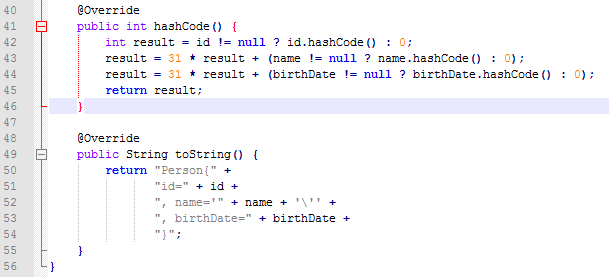 40 @Override
41 public int hashCode() {
42 int result = id != null ? id.hashCode() : 0;
43 result = 31 * result + (name != null ? name.hashCode() : 0);
44 result = 31 * result + (birthDate != null ? birthDate.hashCode() : 0);
45 return result;
46 }
47
48 @Override
49 public String toString() {
50 return "Person{" +
51 "id=" + id +
52 ", name='" + name + '\'' +
53 ", birthDate=" + birthDate +
54 "}";
55 }
56 }